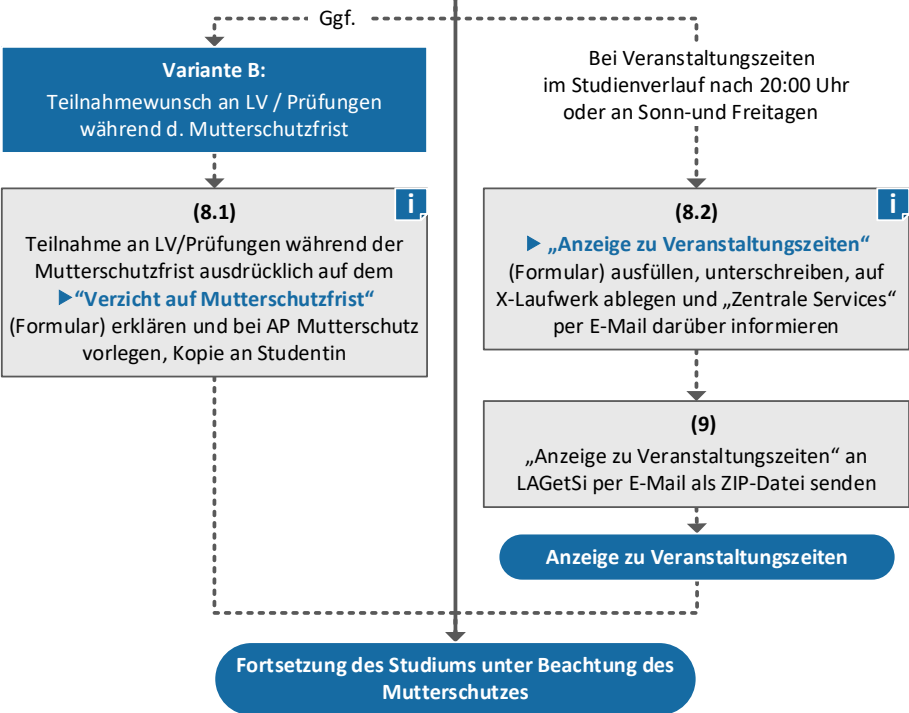 Ggf.
Variante B:
Teilnahmewunsch an LV / Prüfungen
während d. Mutterschutzfrist
Bei Veranstaltungszeiten
im Studienverlauf nach 20:00 Uhr
oder an Sonn-und Freitagen
i
(8.1)
Teilnahme an LV/Prüfungen während der
Mutterschutzfrist ausdrücklich auf dem
▶“Verzicht auf Mutterschutzfrist“
(Formular) erklären und bei AP Mutterschutz
vorlegen, Kopie an Studentin
i
(8.2)
▶ „Anzeige zu Veranstaltungszeiten“
(Formular) ausfüllen, unterschreiben, auf
X-Laufwerk ablegen und „Zentrale Services“
per E-Mail darüber informieren
(9)
„Anzeige zu Veranstaltungszeiten“ an
LAGetSi per E-Mail als ZIP-Datei senden
Anzeige zu Veranstaltungszeiten
Fortsetzung des Studiums unter Beachtung des
Mutterschutzes